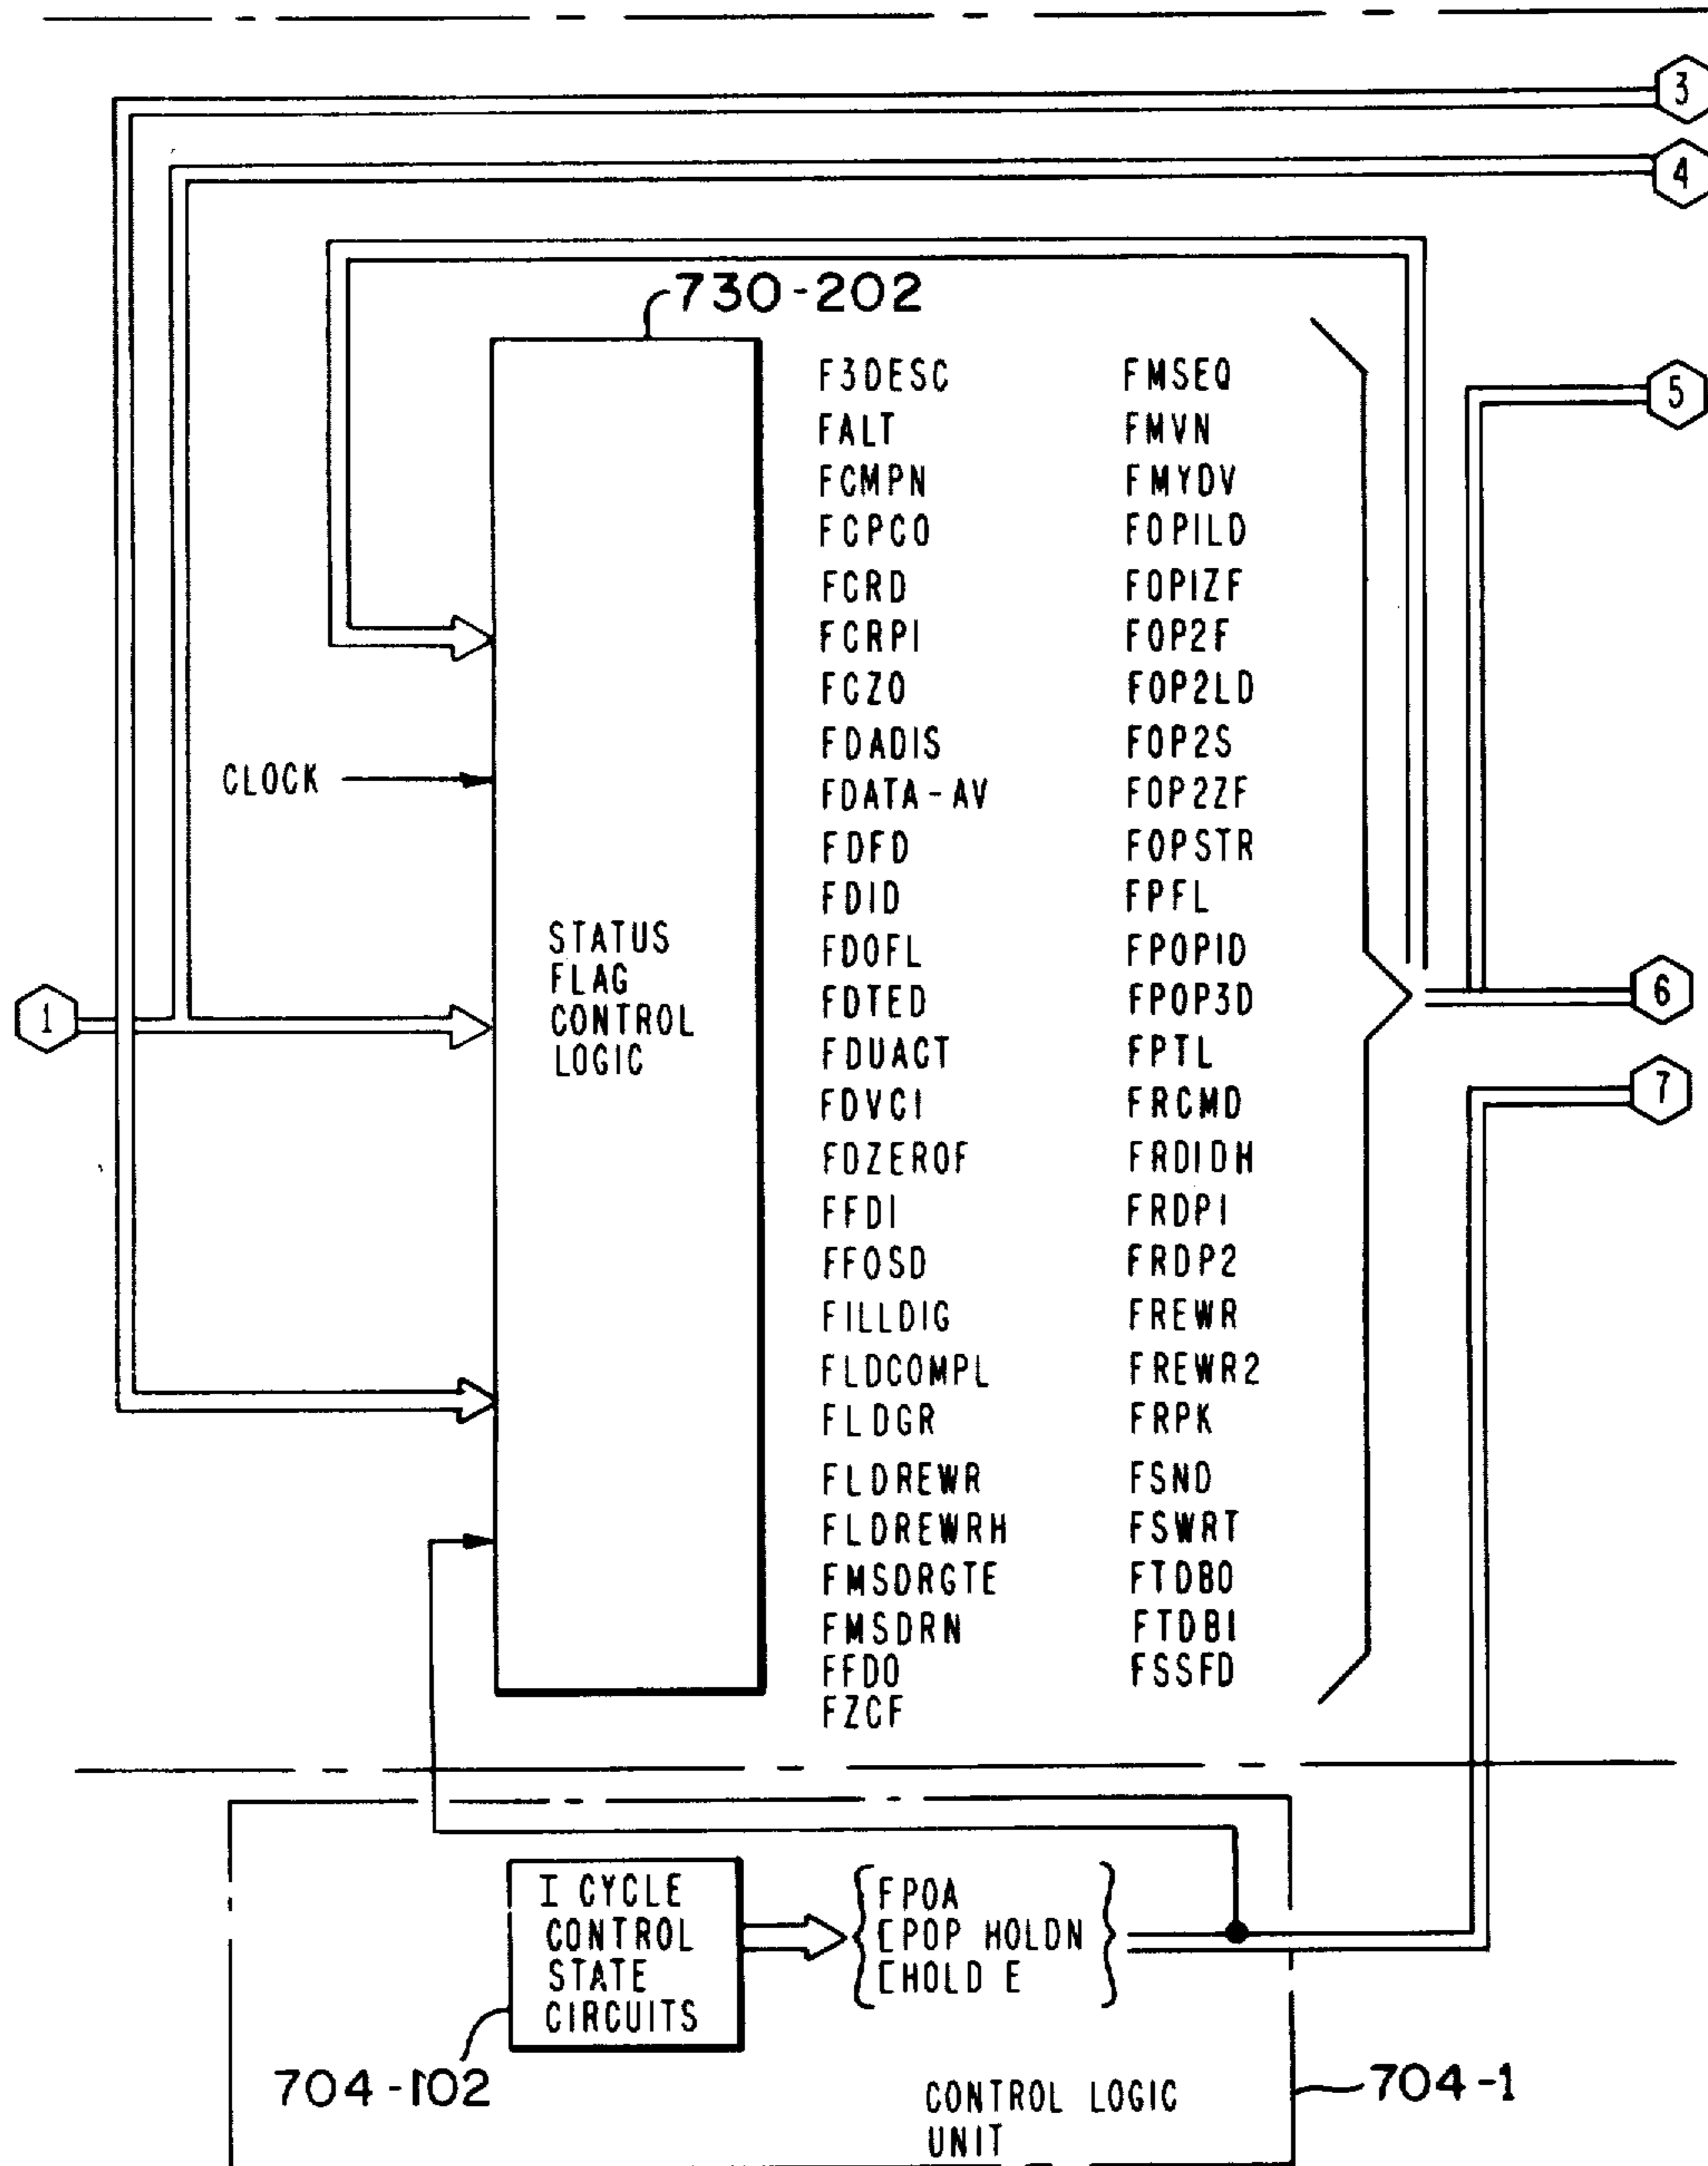 3
4
730-202
5
F3DESC
FALT
FCMPN
FCPCO
FCRD
FCRPI
FCZO
FDADIS
FDATA-AV
FDFD
FDID
FDOFL
FDTED
FDUACT
FDVCI
FDZEROF
FFDI
FFOSD
FILLDIG
FLDCOMPL
FLDGR
FLDREWR
FLDREWRH
FMSDRGTE
FMSDRN
FFDO
FZCF
FMSEQ
FMVN
FMYDV
FOPILD
FOPIZF
FOP2F
FOP2LD
FOP2S
FOP2ZF
FOPSTR
FPFL
FPOPID
FPOP3D
FPTL
FRCMD
FRDIDH
FRDPI
FRDP2
FREWR
FREWR2
FRPK
FSND
FSWRT
FTDBO
FTDBI
FSSFD
CLOCK
STATUS
FLAG
CONTROL
LOGIC
1
6
7
I CYCLE
CONTROL
STATE
CIRCUITS
FPOA
[POP HOLDN
[HOLD E
704-102
CONTROL LOGIC
UNIT
704-1